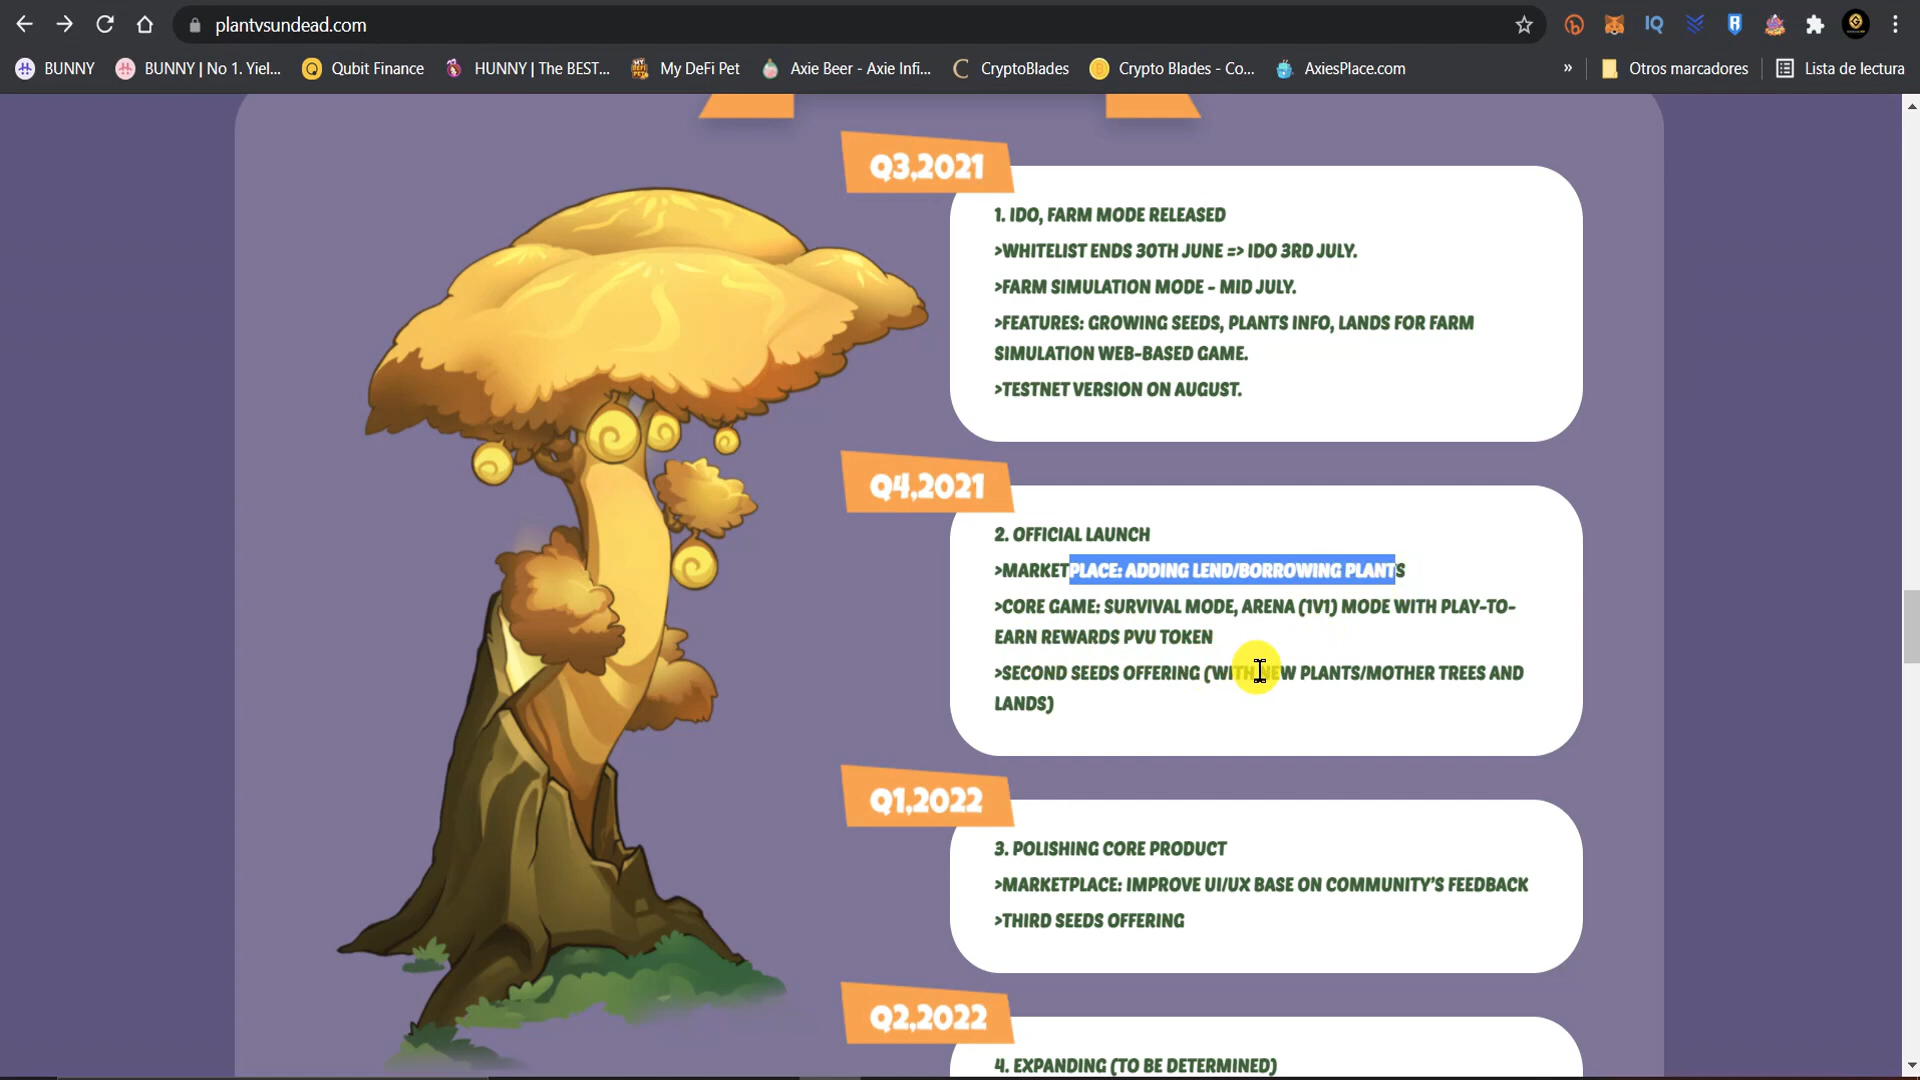 plantvsundead.com
BUNNY
BUNNY | No 1. Yiel...
Qubit Finance
HUNNY | The BEST...
My DeFi Pet
Axie Beer - Axie Infi...
CryptoBlades
Crypto Blades - Co...
AxiesPlace.com
»
Otros marcadores
Lista de lectura
Q3,2021
1. IDO, FARM MODE RELEASED
>WHITELIST ENDS 30TH JUNE => IDO 3RD JULY.
>FARM SIMULATION MODE - MID JULY.
>FEATURES: GROWING SEEDS, PLANTS INFO, LANDS FOR FARM
SIMULATION WEB-BASED GAME.
>TESTNET VERSION ON AUGUST.
Q4,2021
2. OFFICIAL LAUNCH
>MARKETPLACE: ADDING LEND/BORROWING PLANTS
>CORE GAME: SURVIVAL MODE, ARENA (1V1) MODE WITH PLAY-TO-
EARN REWARDS PVU TOKEN
>SECOND SEEDS OFFERING (WITH NEW PLANTS/MOTHER TREES AND
LANDS)
Q1,2022
3. POLISHING CORE PRODUCT
>MARKETPLACE: IMPROVE UI/UX BASE ON COMMUNITY'S FEEDBACK
>THIRD SEEDS OFFERING
Q2,2022
4. EXPANDING (TO BE DETERMINED)